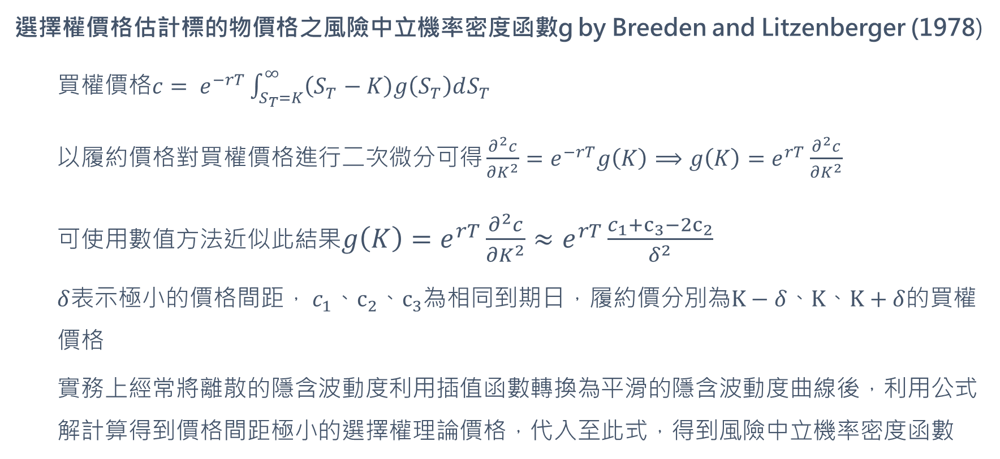 選擇權價格估計標的物價格之風險中立機率密度函數g by Breeden and Litzenberger (1978)
買權價格$c = e^{-rT} \int_{S_T=K}^{\infty} (S_T - K)g(S_T)dS_T$
以履約價格對買權價格進行二次微分可得$\frac{\partial^2 c}{\partial K^2} = e^{-rT} g(K) \Longrightarrow g(K) = e^{rT} \frac{\partial^2 c}{\partial K^2}$
可使用數值方法近似此結果$g(K) = e^{rT} \frac{\partial^2 c}{\partial K^2} \approx e^{rT} \frac{c_1+c_3-2c_2}{\delta^2}$
$\delta$表示極小的價格間距，$c_1$、$c_2$、$c_3$為相同到期日，履約價分別為K − $\delta$、K、K + $\delta$的買權
價格
實務上經常將離散的隱含波動度利用插值函數轉換為平滑的隱含波動度曲線後，利用公式
解計算得到價格間距極小的選擇權理論價格，代入至此式，得到風險中立機率密度函數